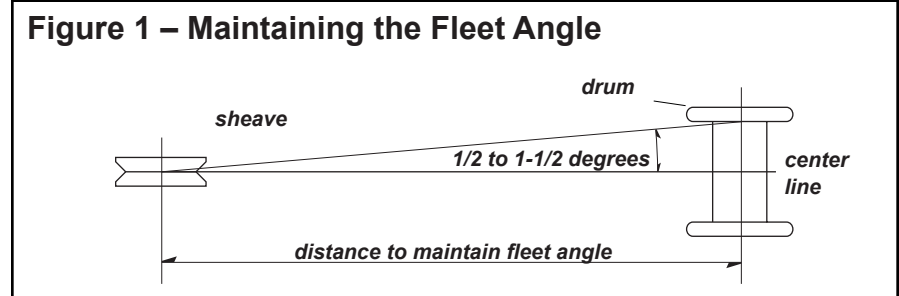 Figure 1 – Maintaining the Fleet Angle
drum
sheave
1/2 to 1-1/2 degrees
center
line
distance to maintain fleet angle